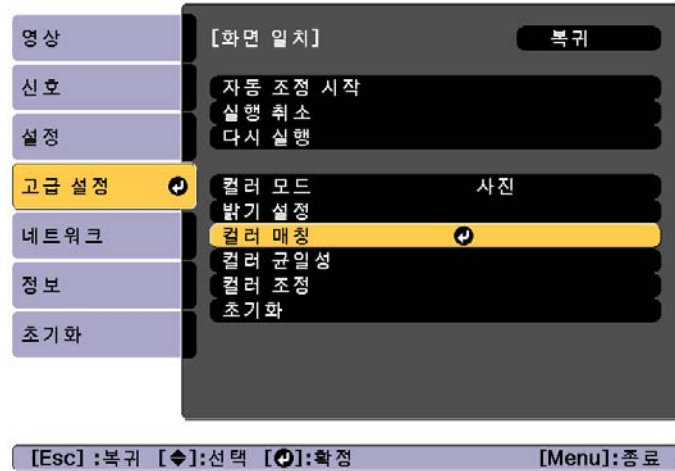 영상
신호
설정
고급 설정
네트워크
정보
초기화
[화면 일치] 복귀
자동 조정 시작
실행 취소
다시 실행
컬러 모드 사진
밝기 설정
컬러 매칭
컬러 균일성
컬러 조정
초기화
[Esc] :복귀 [◆]:선택 [↵]:확정 [Menu]:종료